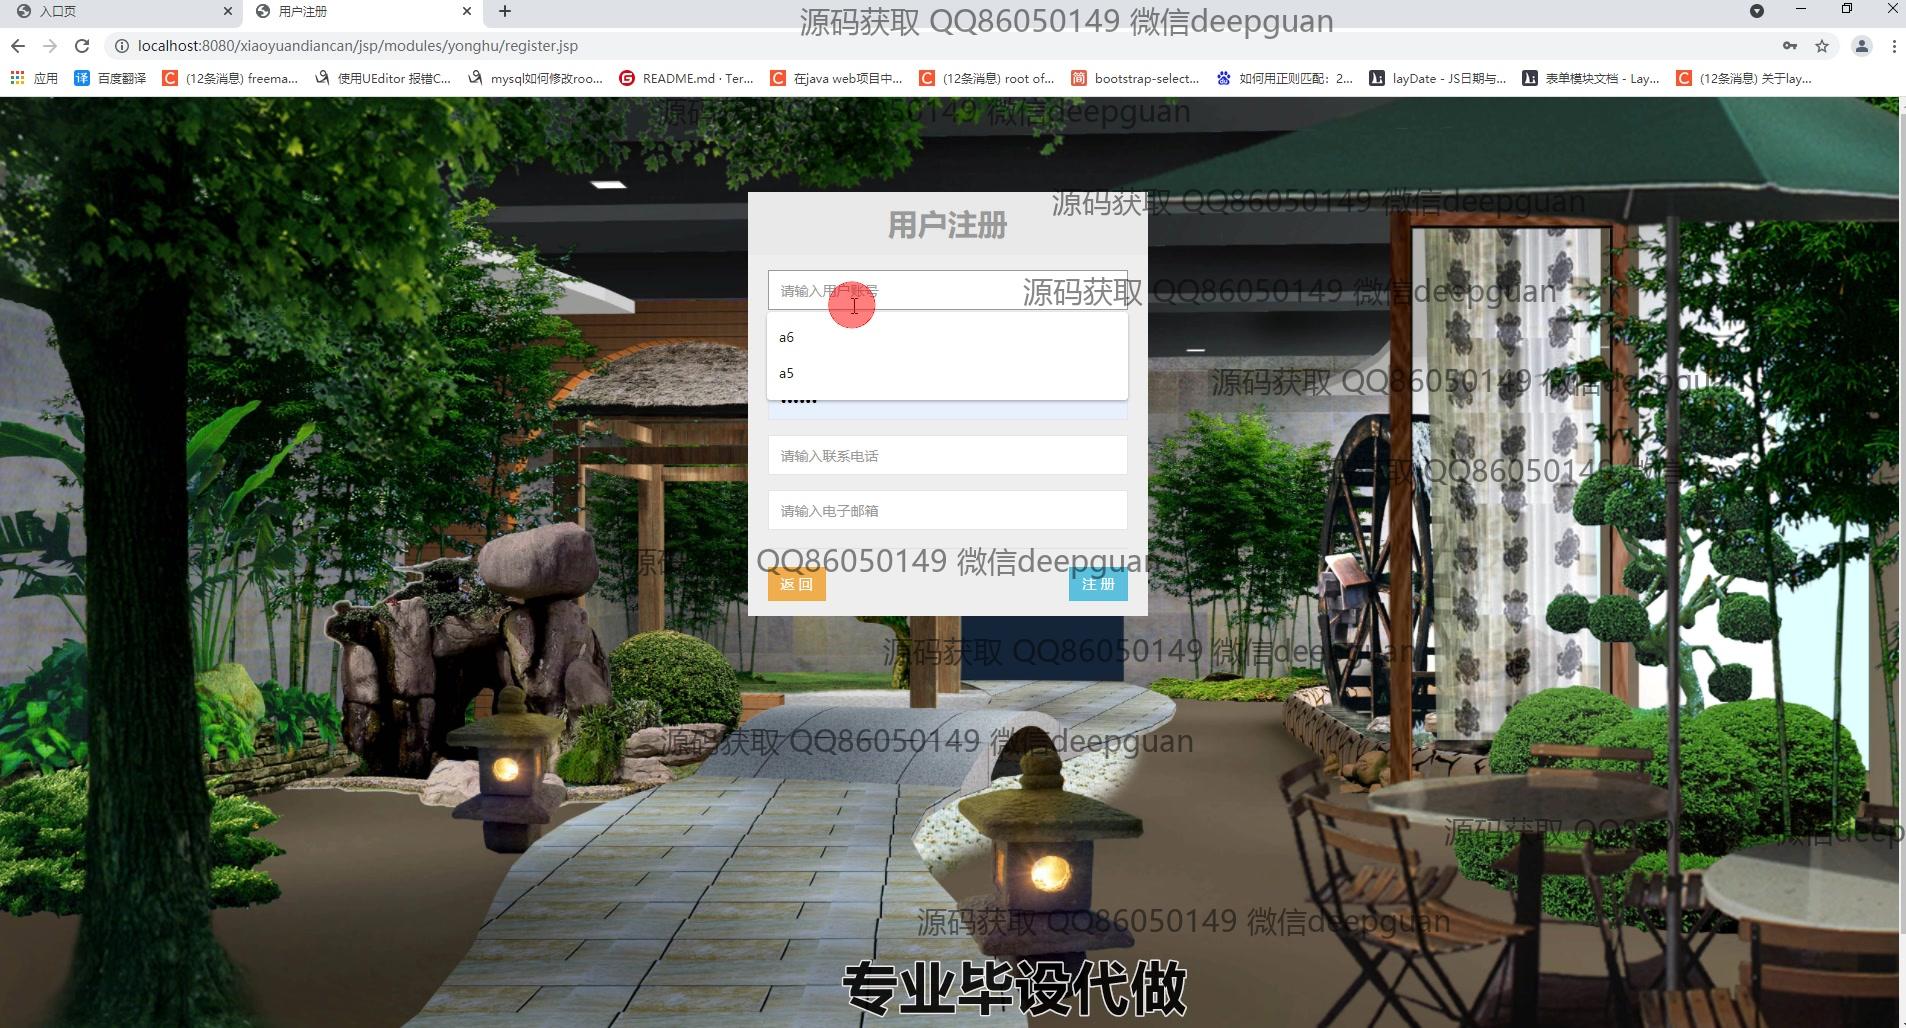 入口页
用户注册
源码获取 QQ86050149 微信deepguan
localhost:8080/xiaoyuandiancan/jsp/modules/yonghu/register.jsp
应用
百度翻译
(12条消息) freema...
使用UEditor 报错C...
mysql如何修改roo...
README.md · Ter...
在java web项目中...
(12条消息) root of...
bootstrap-select...
如何用正则匹配：2...
layDate - JS日期与...
表单模块文档 - Lay...
(12条消息) 关于lay...
源码获取 QQ86050149 微信deepguan
源码获取 QQ86050149 微信deepguan
用户注册
请输入用户账号
源码获取 QQ86050149 微信deepguan
a6
a5
源码获取 QQ86050149 微信deepguan
请输入联系电话
源码获取 QQ86050149
请输入电子邮箱
源码获取 QQ86050149 微信deepguan
返 回
注 册
源码获取 QQ86050149 微信deepguan
源码获取 QQ86050149 微信deepguan
源码获取
源码获取 QQ86050149 微信deepguan
专业毕设代做